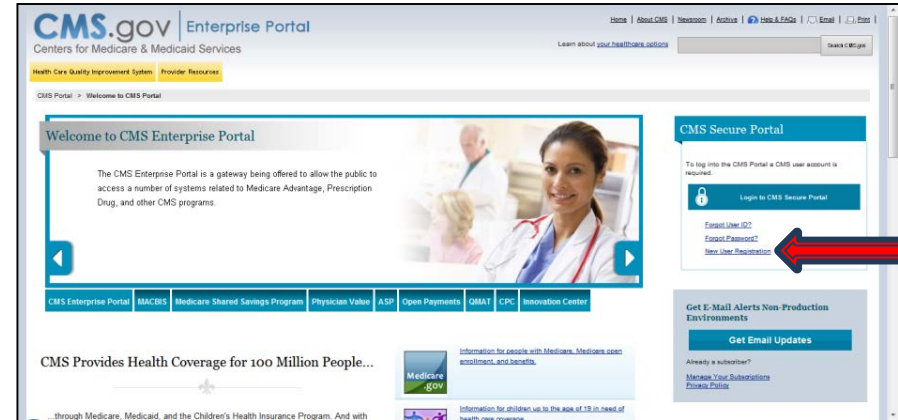 CMS.gov Enterprise Portal
Centers for Medicare & Medicaid Services
Home | About CMS | Newsroom | Archive | Help & FAQs | Email | Print |
Learn about your healthcare options
Search CMS.gov
Health Care Quality Improvement System Provider Resources
CMS Portal > Welcome to CMS Portal
Welcome to CMS Enterprise Portal
The CMS Enterprise Portal is a gateway being offered to allow the public to
access a number of systems related to Medicare Advantage, Prescription
Drug, and other CMS programs.
CMS Enterprise Portal MACBIS Medicare Shared Savings Program Physician Value ASP Open Payments QMAT CPC Innovation Center
CMS Secure Portal
To log into the CMS Portal a CMS user account is
required.
Login to CMS Secure Portal
Forgot User ID?
Forgot Password?
New User Registration
Get E-Mail Alerts Non-Production
Environments
Get Email Updates
Already a subscriber?
Manage Your Subscriptions
Privacy Policy
CMS Provides Health Coverage for 100 Million People...
...through Medicare, Medicaid, and the Children's Health Insurance Program. And with
Medicare
.gov
Information for people with Medicare, Medicare open
enrollment, and benefits.
Information for children up to the age of 19 in need of
health care coverage.